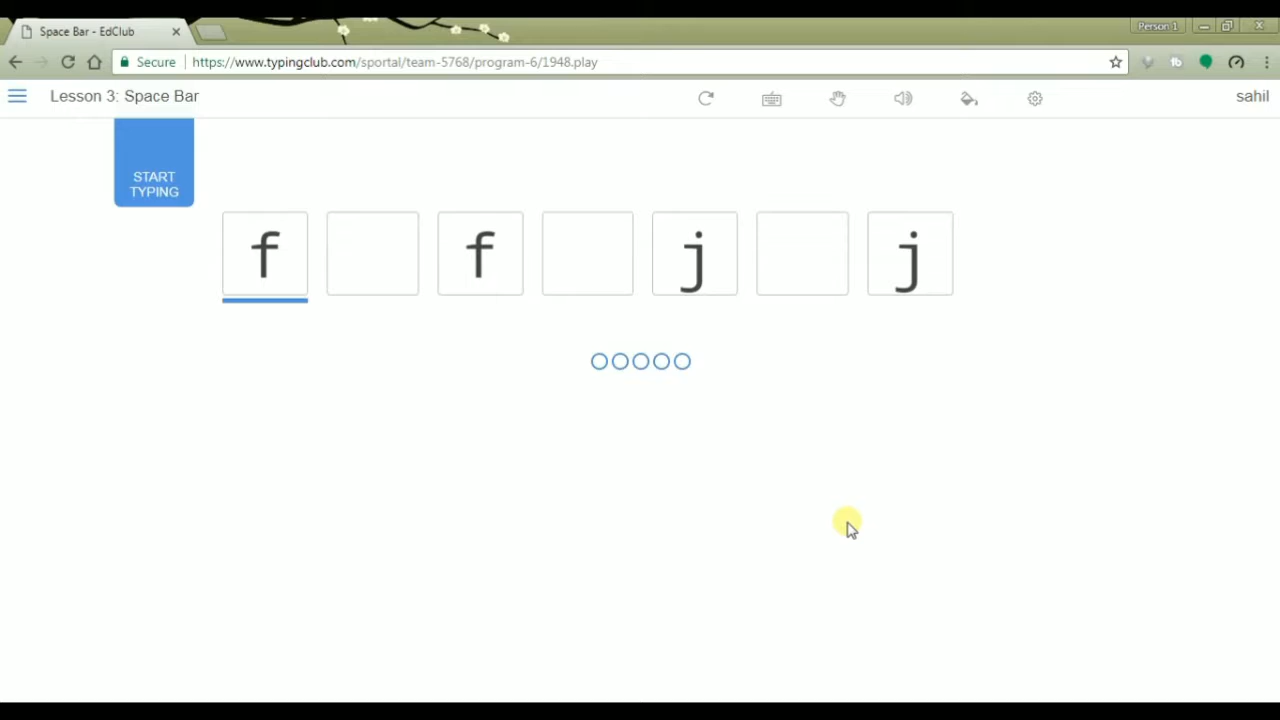 Space Bar - EdClub
Person 1
Secure https://www.typingclub.com/sportal/team-5768/program-6/1948.play
Lesson 3: Space Bar
sahil
START
TYPING
f f j j